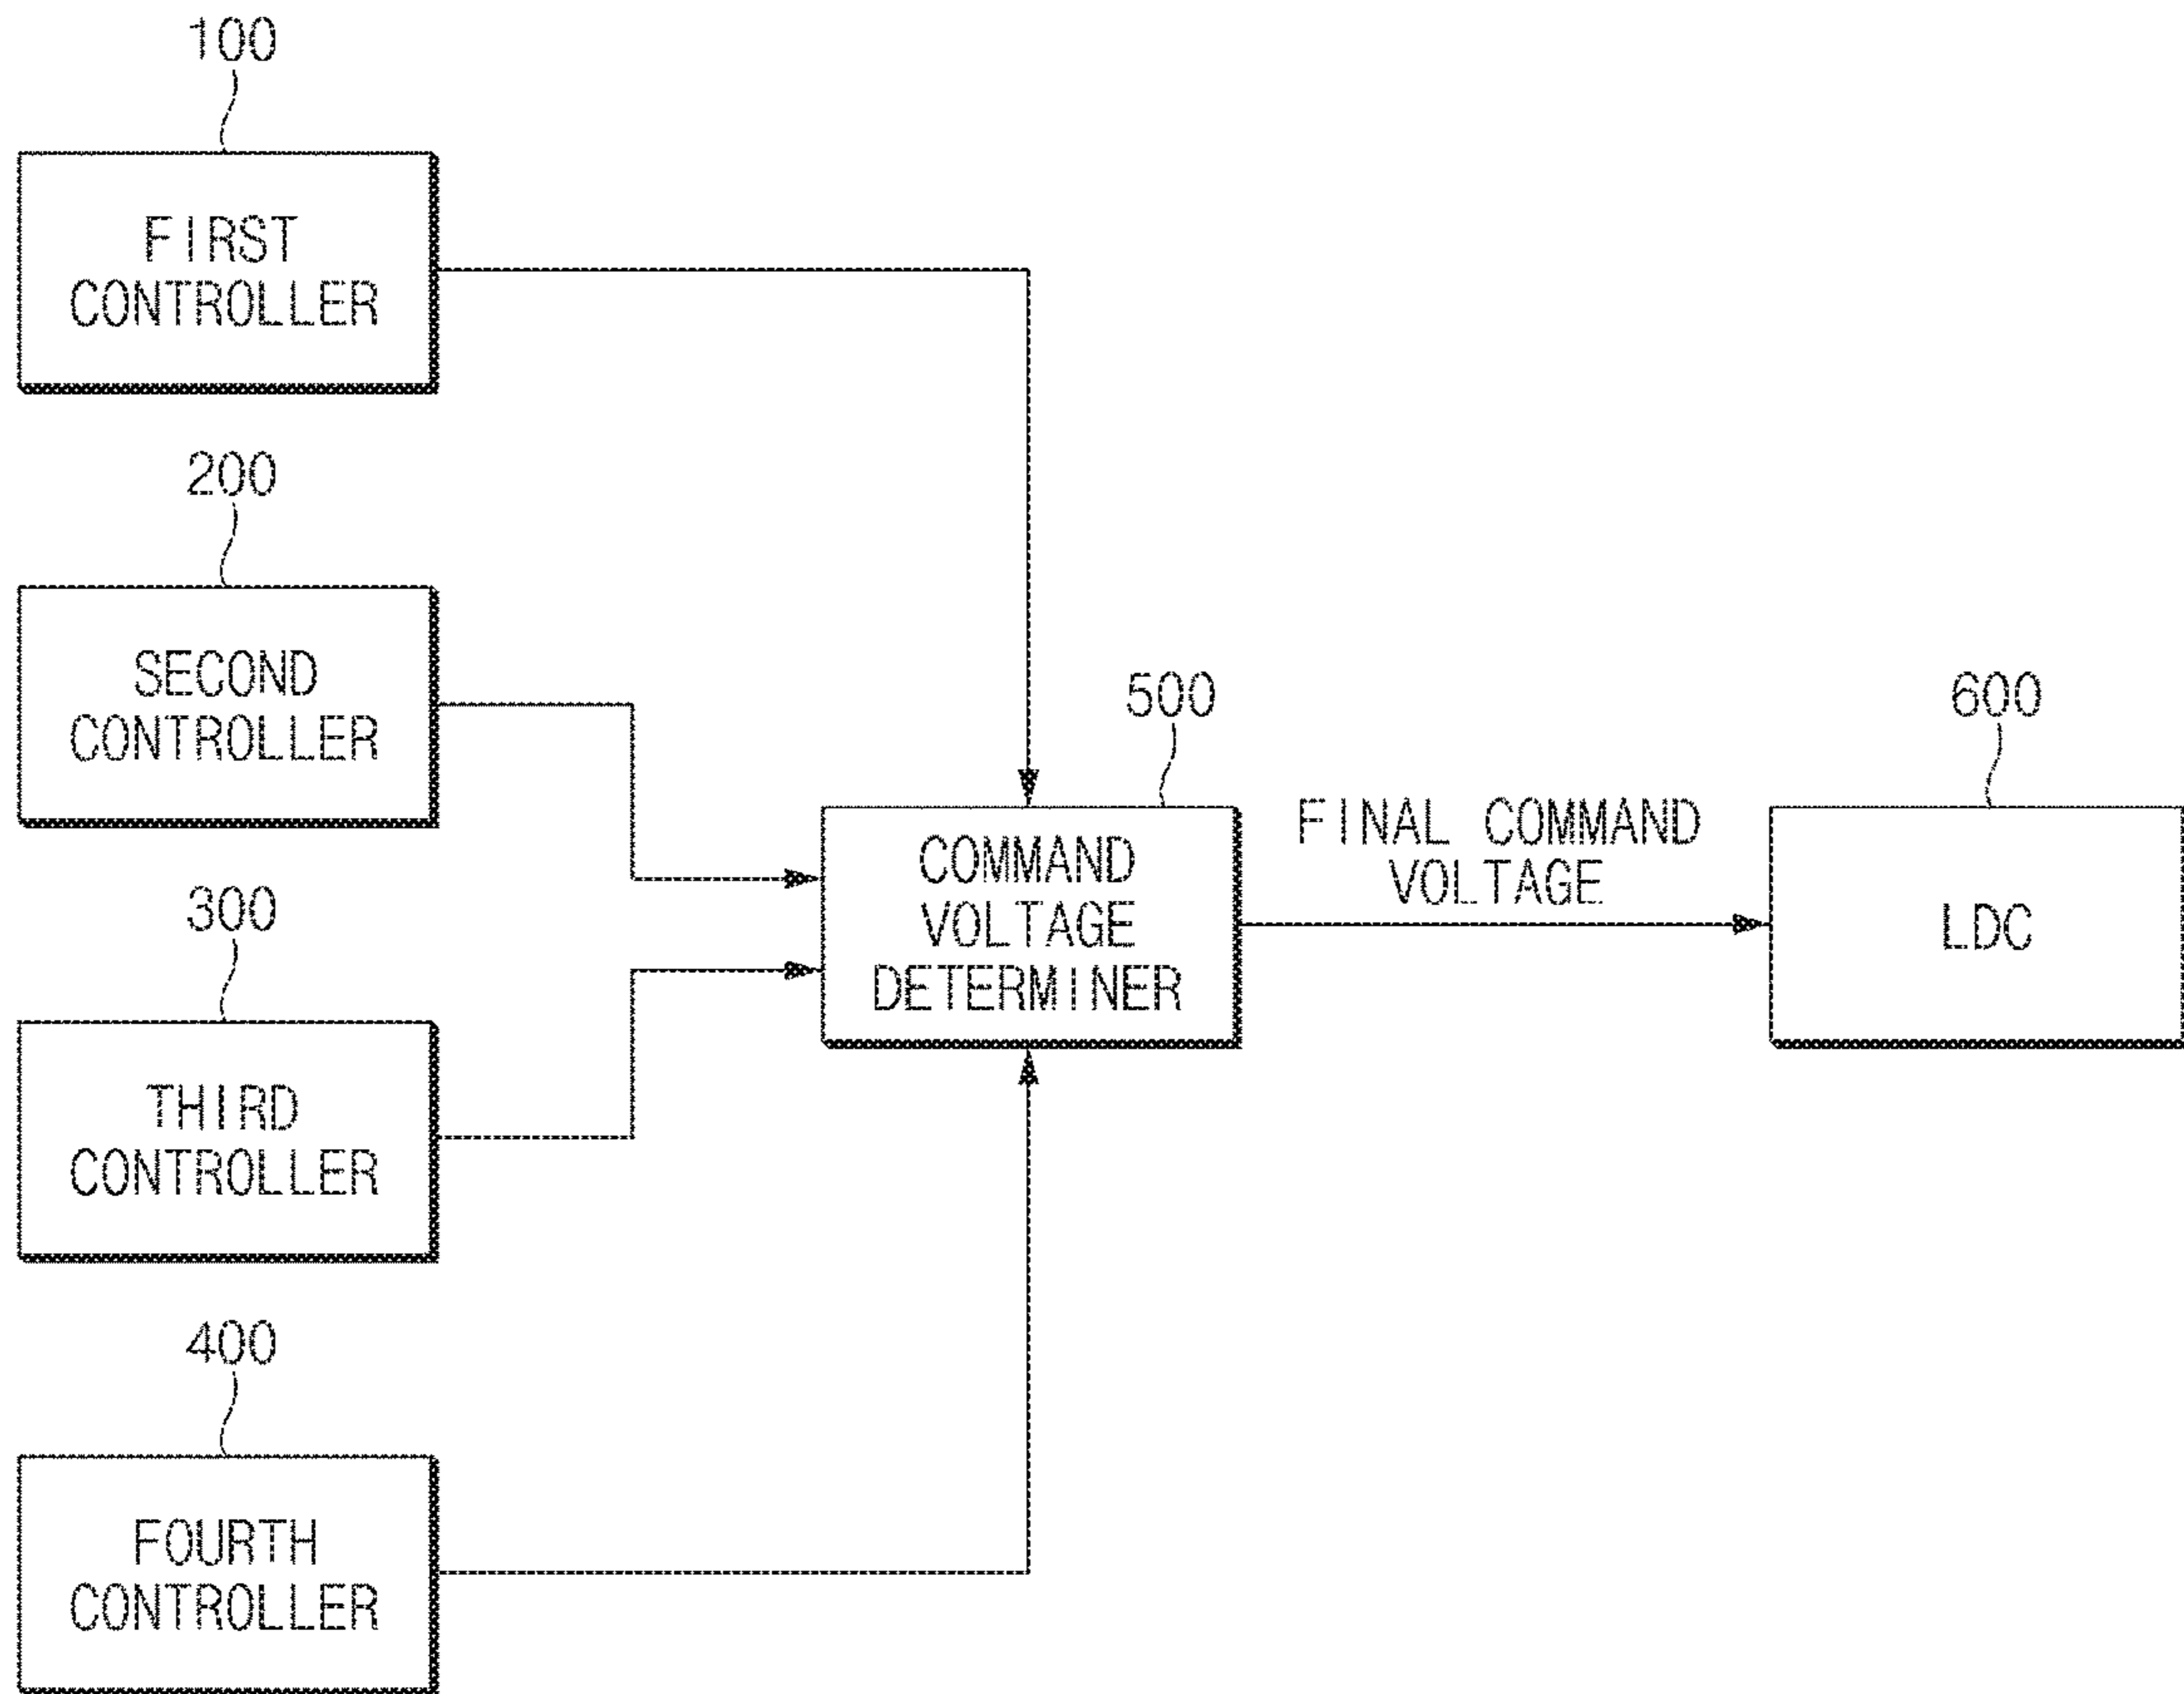 100
FIRST
CONTROLLER
200
SECOND
CONTROLLER
300
THIRD
CONTROLLER
400
FOURTH
CONTROLLER
500
COMMAND
VOLTAGE
DETERMINER
FINAL COMMAND
VOLTAGE
600
LDC